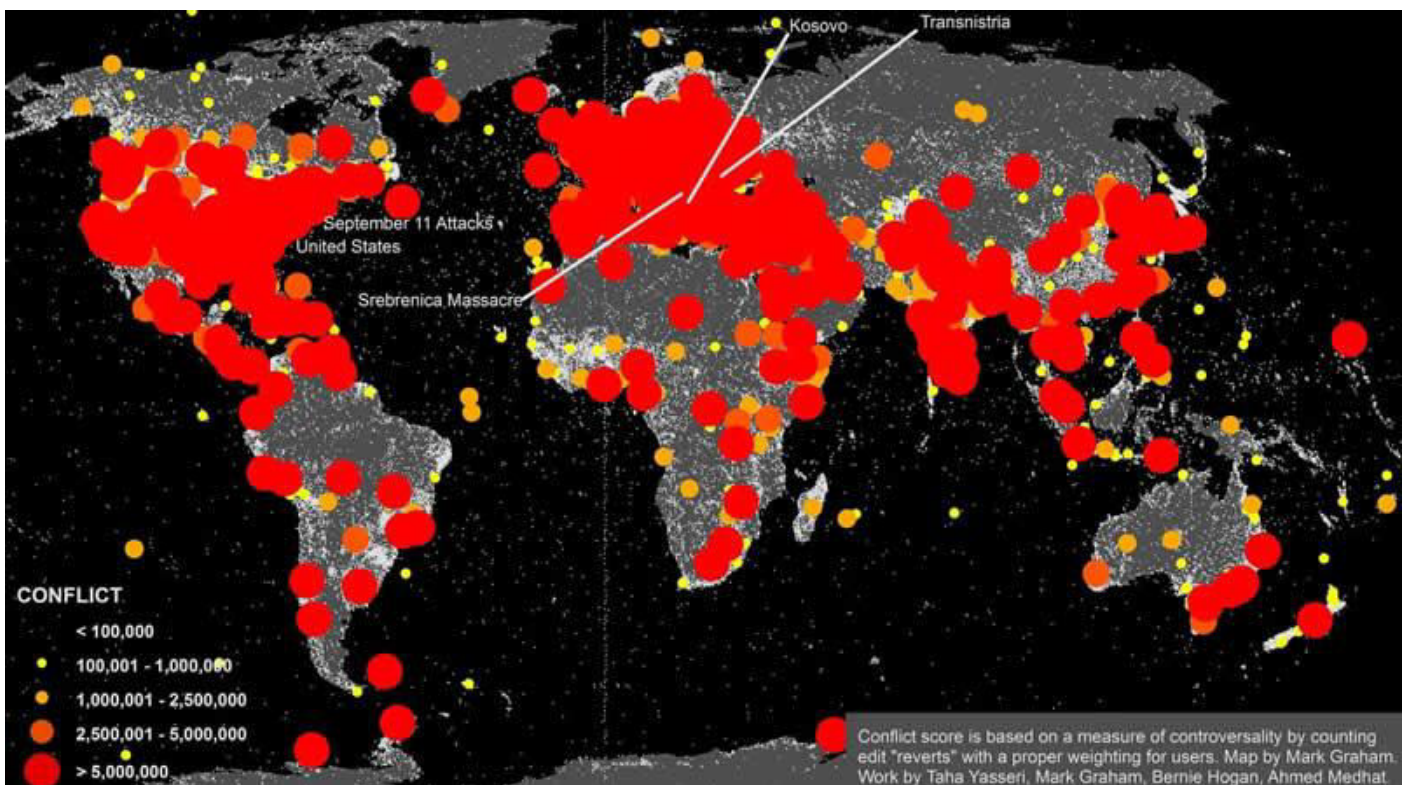 Kosovo
Transnistria
September 11 Attacks
United States
Srebrenica Massacre
CONFLICT
< 100,000
100,001 - 1,000,000
1,000,001 - 2,500,000
2,500,001 - 5,000,000
> 5,000,000
Conflict score is based on a measure of controversality by counting
edit "reverts" with a proper weighting for users. Map by Mark Graham.
Work by Taha Yasseri, Mark Graham, Bernie Hogan, Ahmed Medhat.